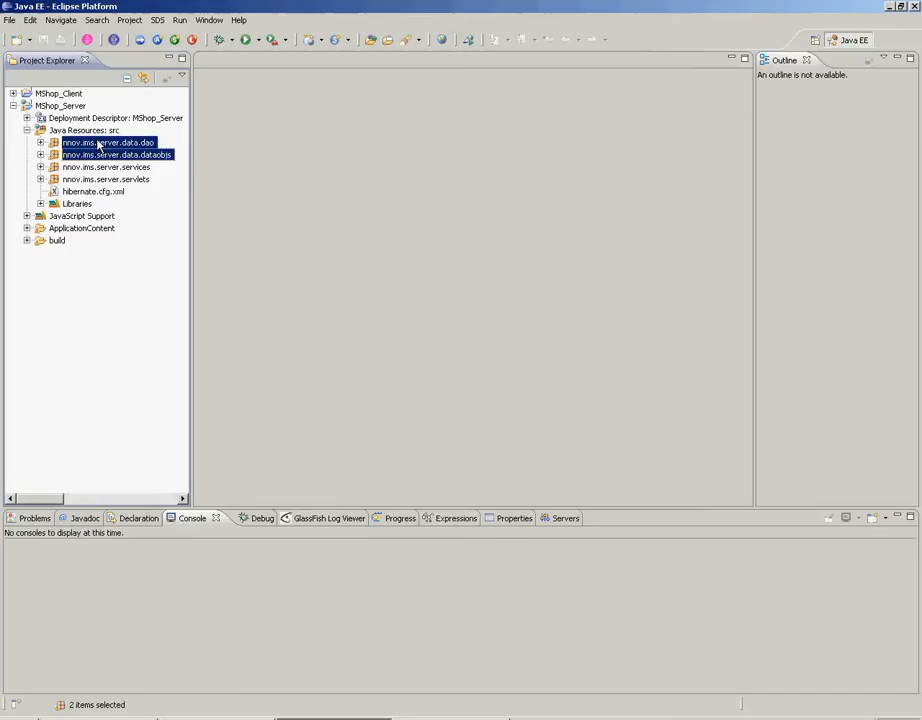 Java EE - Eclipse Platform
File Edit Navigate Search Project SDS Run Window Help
Java EE
Project Explorer
Outline
An outline is not available.
MShop_Client
MShop_Server
Deployment Descriptor: MShop_Server
Java Resources: src
nnov.ims.server.data.dao
nnov.ims.server.data.dataobjs
nnov.ims.server.services
nnov.ims.server.servlets
hibernate.cfg.xml
Libraries
JavaScript Support
ApplicationContent
build
Problems Javadoc Declaration Console Debug GlassFish Log Viewer Progress Expressions Properties Servers
No consoles to display at this time.
2 items selected